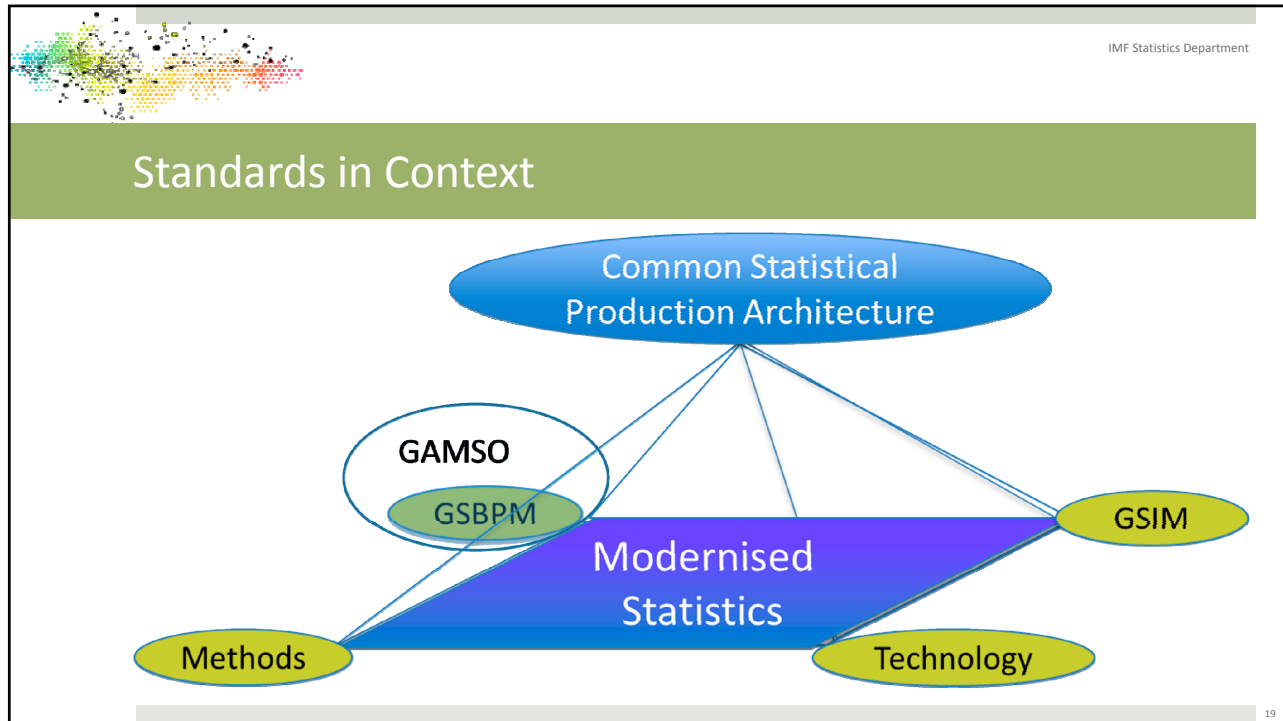 IMF Statistics Department
Standards in Context
Common Statistical
Production Architecture
GAMSO
GSBPM
GSIM
Modernised
Statistics
Methods
Technology
19